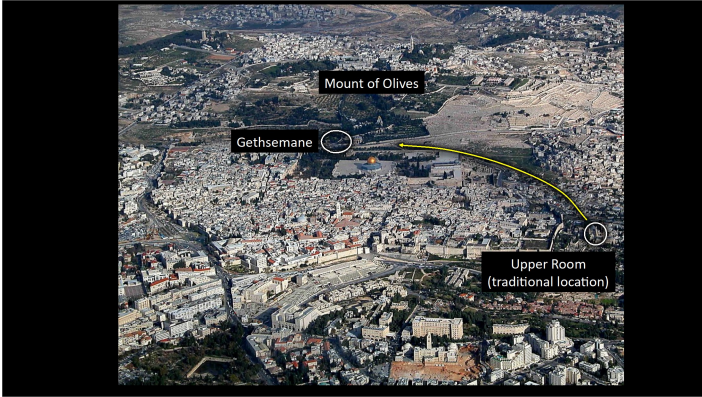 Mount of Olives
Gethsemane
Upper Room
(traditional location)